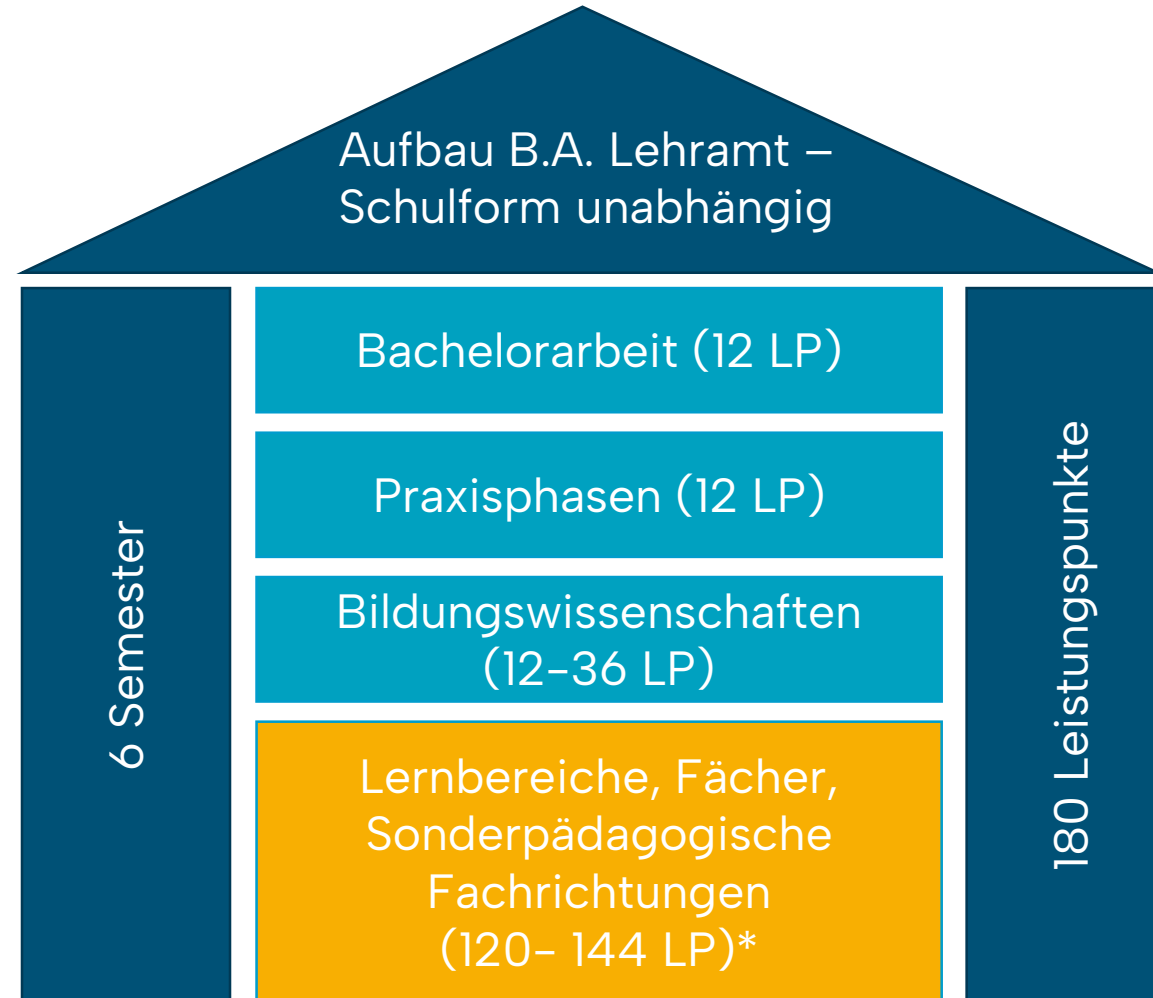 Aufbau B.A. Lehramt –
Schulform unabhängig
6 Semester
Bachelorarbeit (12 LP)
Praxisphasen (12 LP)
Bildungswissenschaften
(12-36 LP)
Lernbereiche, Fächer,
Sonderpädagogische
Fachrichtungen
(120- 144 LP)*
180 Leistungspunkte